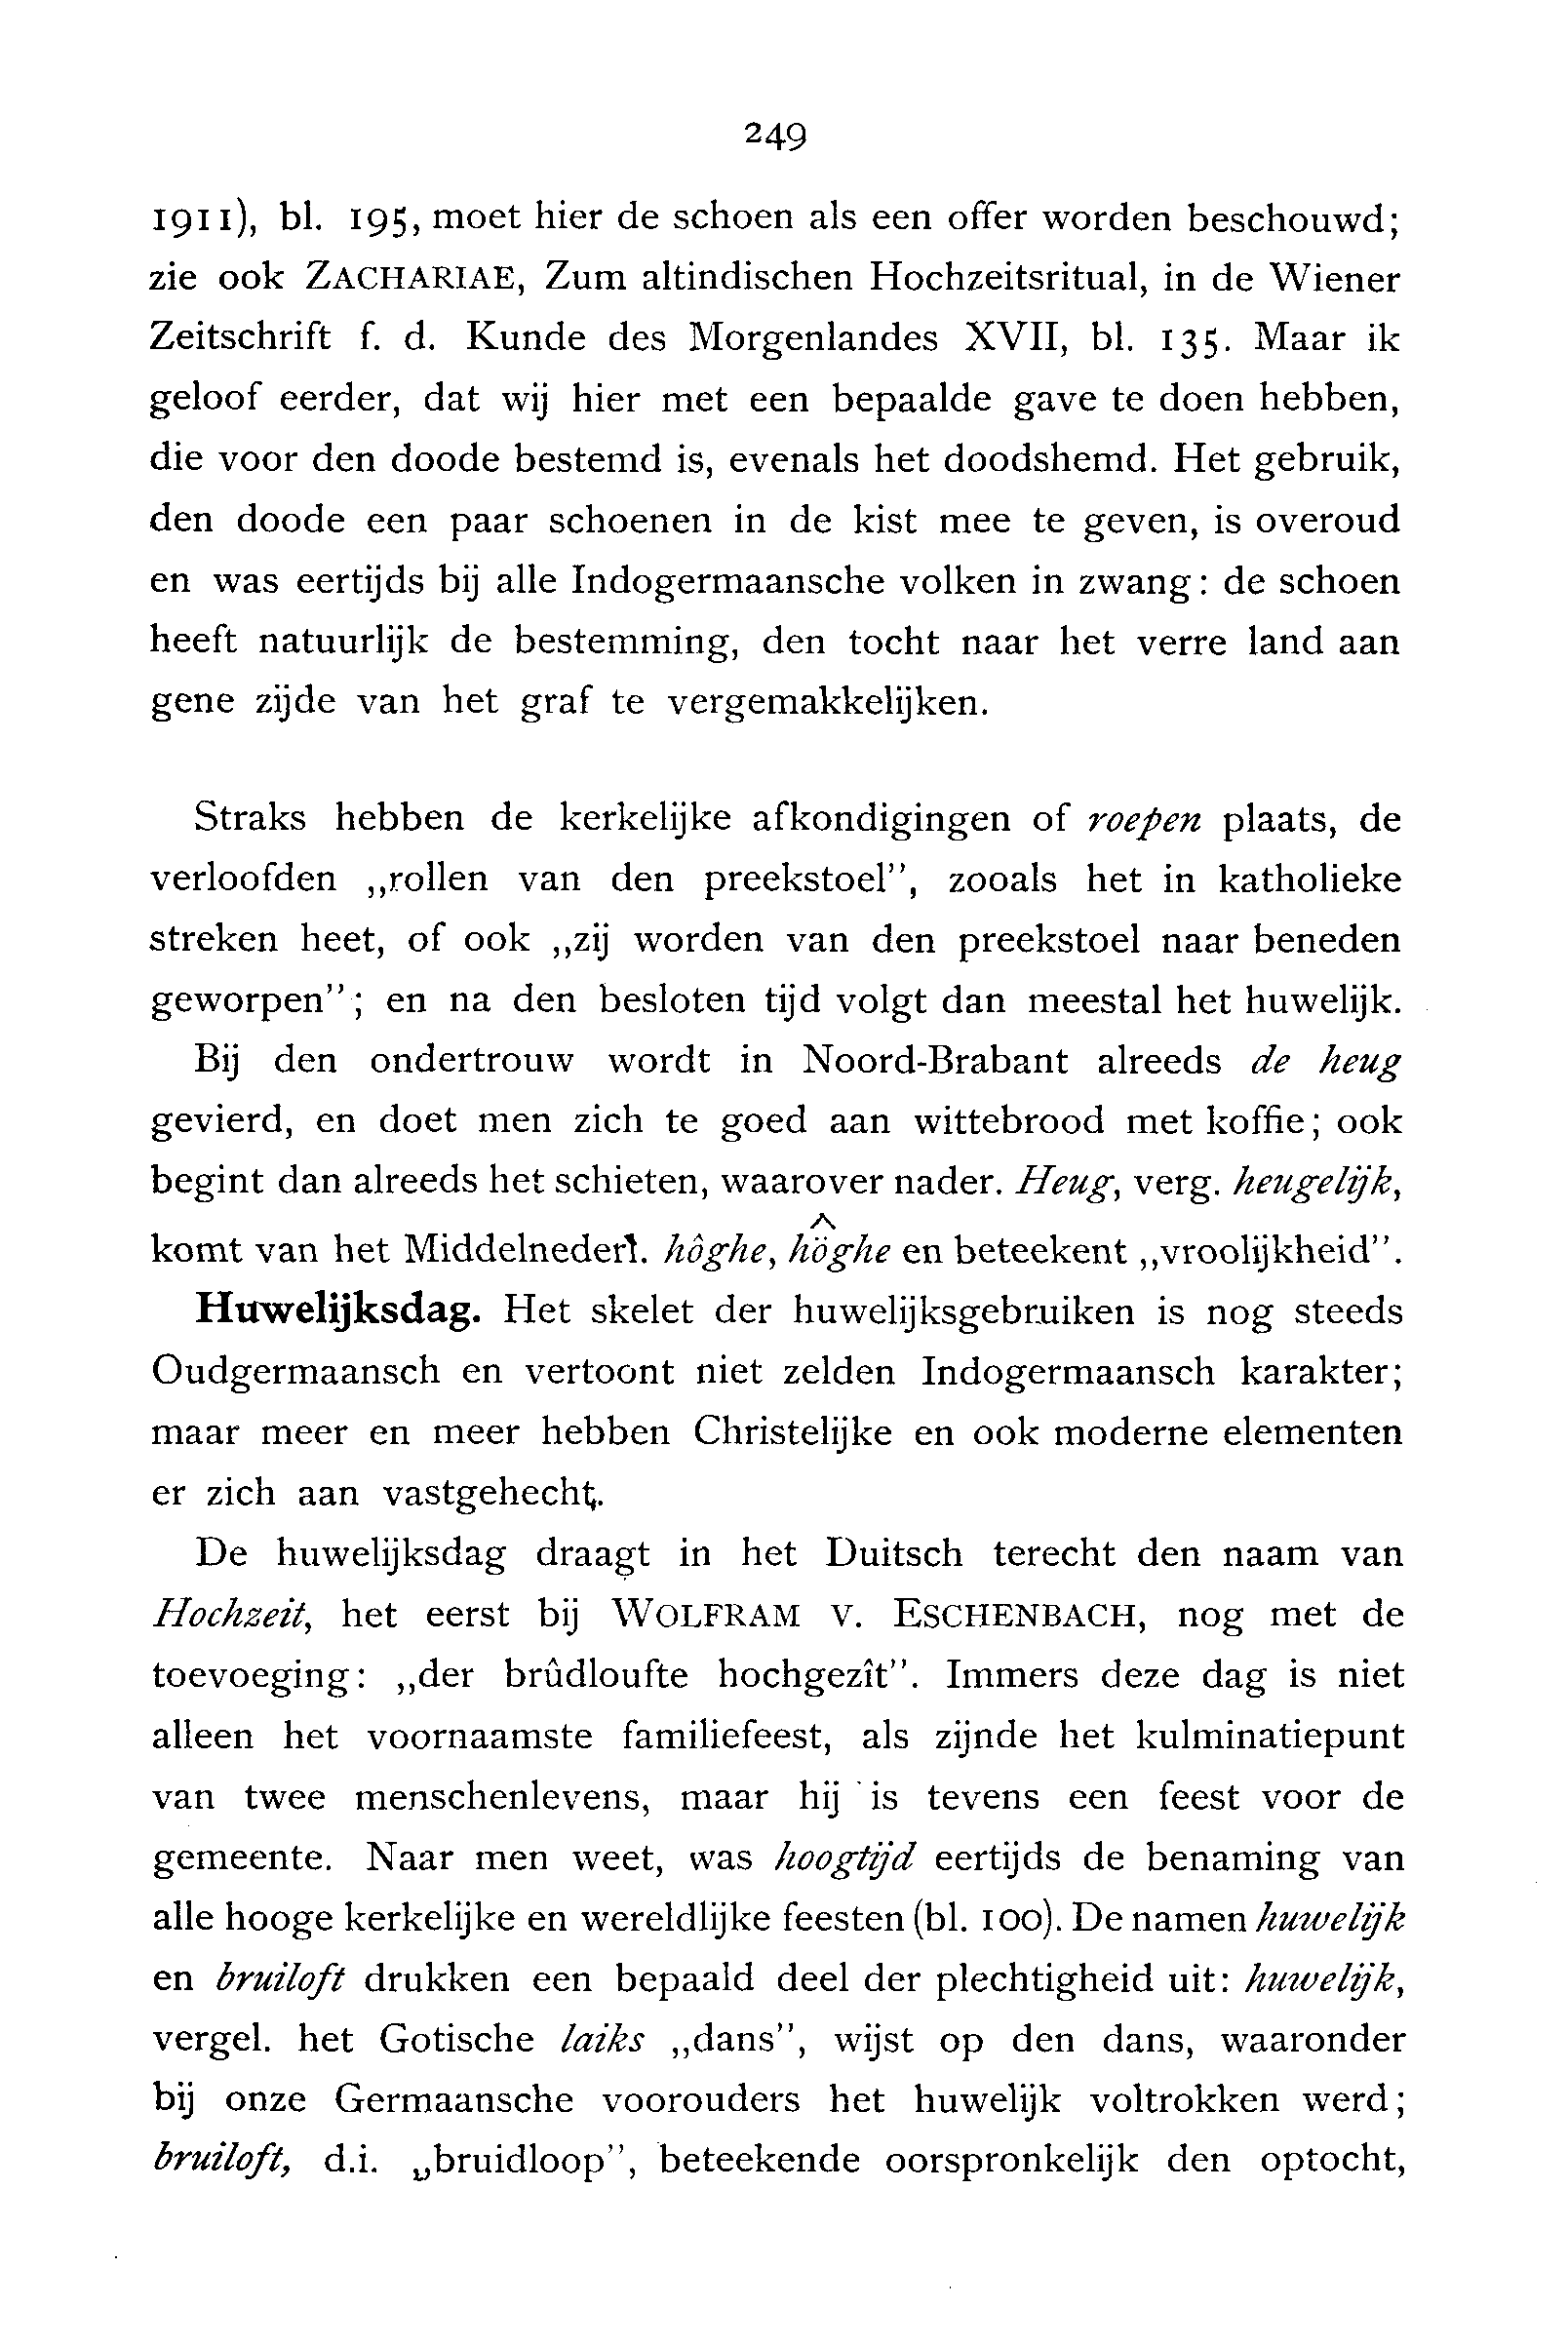 249
1911), bl. 195, moet hier de schoen als een offer worden beschouwd;
zie ook ZACHARIAE, Zum altindischen Hochzeitsritual, in de Wiener
Zeitschrift f. d. Kunde des Morgenlandes XVII, bl. 135. Maar ik
geloof eerder, dat wij hier met een bepaalde gave te doen hebben,
die voor den doode bestemd is, evenals het doodshemd. Het gebruik,
den doode een paar schoenen in de kist mee te geven, is overoud
en was eertijds bij alle Indogermaansche volken in zwang: de schoen
heeft natuurlijk de bestemming, den tocht naar het verre land aan
gene zijde van het graf te vergemakkelijken.
Straks hebben de kerkelijke afkondigingen of roepen plaats, de
verloofden „rollen van den preekstoel”, zooals het in katholieke
streken heet, of ook „zij worden van den preekstoel naar beneden
geworpen”; en na den besloten tijd volgt dan meestal het huwelijk.
Bij den ondertrouw wordt in Noord-Brabant alreeds de heug
gevierd, en doet men zich te goed aan wittebrood met koffie; ook
begint dan alreeds het schieten, waarover nader. Heug, verg. heugelijk,
komt van het Middelnederl. hôghe, hö̂ghe en beteekent „vroolijkheid”.
Huwelijksdag. Het skelet der huwelijksgebruiken is nog steeds
Oudgermaansch en vertoont niet zelden Indogermaansch karakter;
maar meer en meer hebben Christelijke en ook moderne elementen
er zich aan vastgehecht.
De huwelijksdag draagt in het Duitsch terecht den naam van
Hochzeit, het eerst bij WOLFRAM V. ESCHENBACH, nog met de
toevoeging: „der brûdloufte hochgezît”. Immers deze dag is niet
alleen het voornaamste familiefeest, als zijnde het kulminatiepunt
van twee menschenlevens, maar hij is tevens een feest voor de
gemeente. Naar men weet, was hoogtijd eertijds de benaming van
alle hooge kerkelijke en wereldlijke feesten (bl. 100). De namen huwelijk
en bruiloft drukken een bepaald deel der plechtigheid uit: huwelijk,
vergel. het Gotische laiks „dans”, wijst op den dans, waaronder
bij onze Germaansche voorouders het huwelijk voltrokken werd;
bruiloft, d.i. „bruidloop”, beteekende oorspronkelijk den optocht,